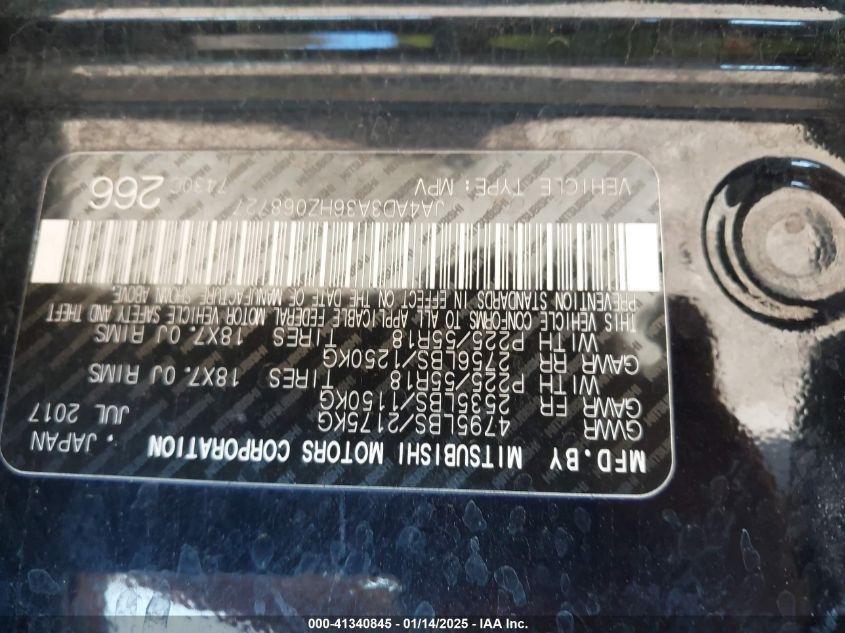 MFD.BY MITSUBISHI MOTORS CORPORATION . JAPAN
GVWR 4795LBS/2175KG JUL 2017
GAWR FR 2535LBS/1150KG
WITH P225/55R18 TIRES 18X7.0J RIMS
GAWR RR 2756LBS/1250KG
WITH P225/55R18 TIRES 18X7.0J RIMS
THIS VEHICLE CONFORMS TO ALL APPLICABLE FEDERAL MOTOR VEHICLE SAFETY AND THEFT
PREVENTION STANDARDS IN EFFECT ON THE DATE OF MANUFACTURE SHOWN ABOVE.
JA4AD3A36HZ068727
VEHICLE TYPE: MPV 7430C 266
000-41340845 - 01/14/2025 - IAA Inc.